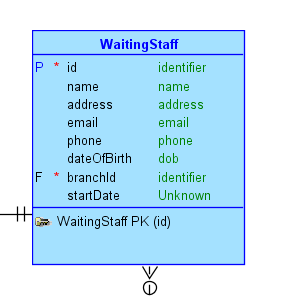 WaitingStaff
P * id identifier
name name
address address
email email
phone phone
dateOfBirth dob
F * branchId identifier
startDate Unknown
WaitingStaff PK (id)